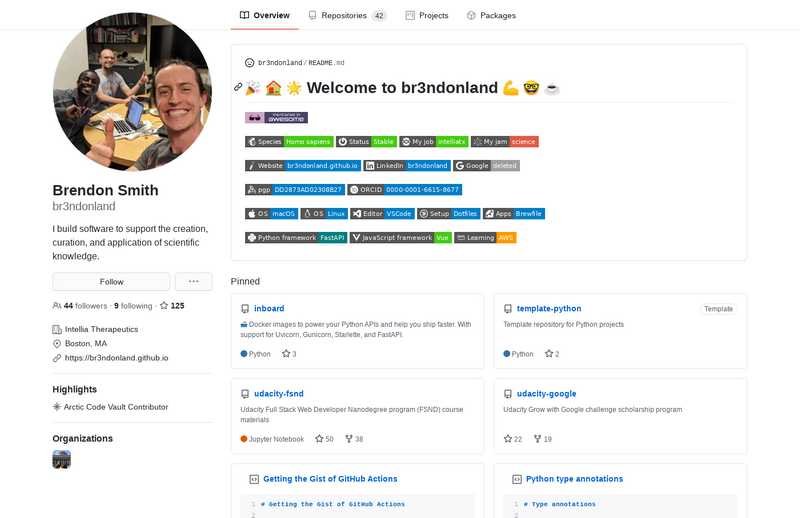 Overview
Repositories 42
Projects
Packages
br3ndonland / README.md
Welcome to br3ndonland
mentioned in awesome
Species Homo sapiens
Status Stable
My job intelliatx
My jam science
Website br3ndonland.github.io
LinkedIn br3ndonland
Google deleted
pgp DD2873AD02308B27
ORCID 0000-0001-6615-8677
OS macOS
OS Linux
Editor VSCode
Setup Dotfiles
Apps Brewfile
Python framework FastAPI
JavaScript framework Vue
Learning AWS
Brendon Smith
br3ndonland
I build software to support the creation,
curation, and application of scientific
knowledge.
Follow
44 followers · 9 following · 125
Intellia Therapeutics
Boston, MA
https://br3ndonland.github.io
Highlights
Arctic Code Vault Contributor
Organizations
Pinned
inboard
Docker images to power your Python APIs and help you ship faster. With
support for Uvicorn, Gunicorn, Starlette, and FastAPI.
Python 3
template-python
Template
Template repository for Python projects
Python 2
udacity-fsnd
Udacity Full Stack Web Developer Nanodegree program (FSND) course
materials
Jupyter Notebook 50 38
udacity-google
Udacity Grow with Google challenge scholarship program
22 19
Getting the Gist of GitHub Actions
1 # Getting the Gist of GitHub Actions
2
Python type annotations
1 # Type annotations
2